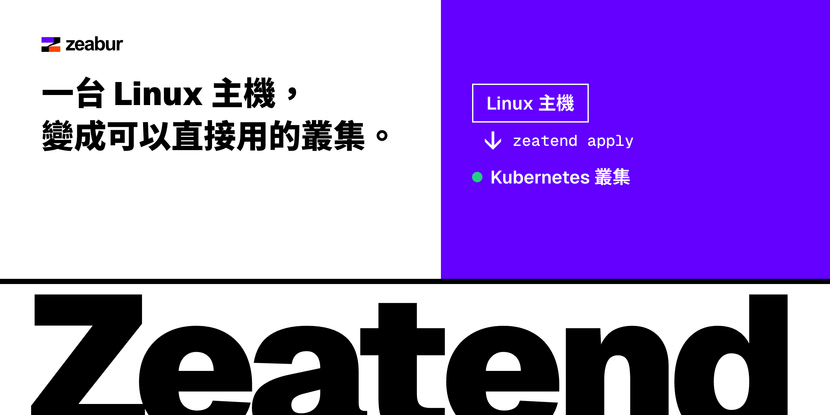 zeabur
一台 Linux 主機，
變成可以直接用的叢集。
Linux 主機
↓ zeatend apply
Kubernetes 叢集
Zeatend